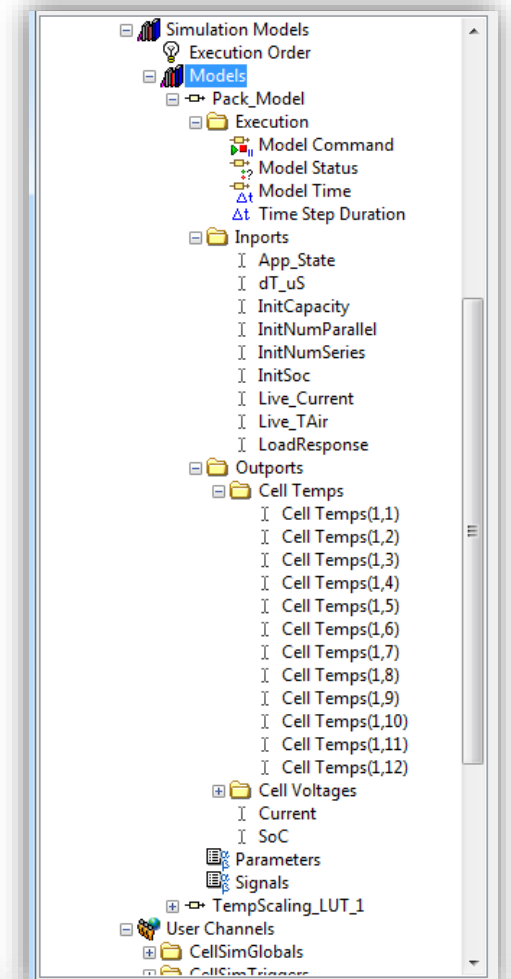 Simulation Models
Execution Order
Models
Pack_Model
Execution
Model Command
Model Status
Model Time
Δt Time Step Duration
Inports
App_State
dT_uS
InitCapacity
InitNumParallel
InitNumSeries
InitSoc
Live_Current
Live_TAir
LoadResponse
Outports
Cell Temps
Cell Temps(1,1)
Cell Temps(1,2)
Cell Temps(1,3)
Cell Temps(1,4)
Cell Temps(1,5)
Cell Temps(1,6)
Cell Temps(1,7)
Cell Temps(1,8)
Cell Temps(1,9)
Cell Temps(1,10)
Cell Temps(1,11)
Cell Temps(1,12)
Cell Voltages
Current
SoC
Parameters
Signals
TempScaling_LUT_1
User Channels
CellSimGlobals
CellSimTriggers